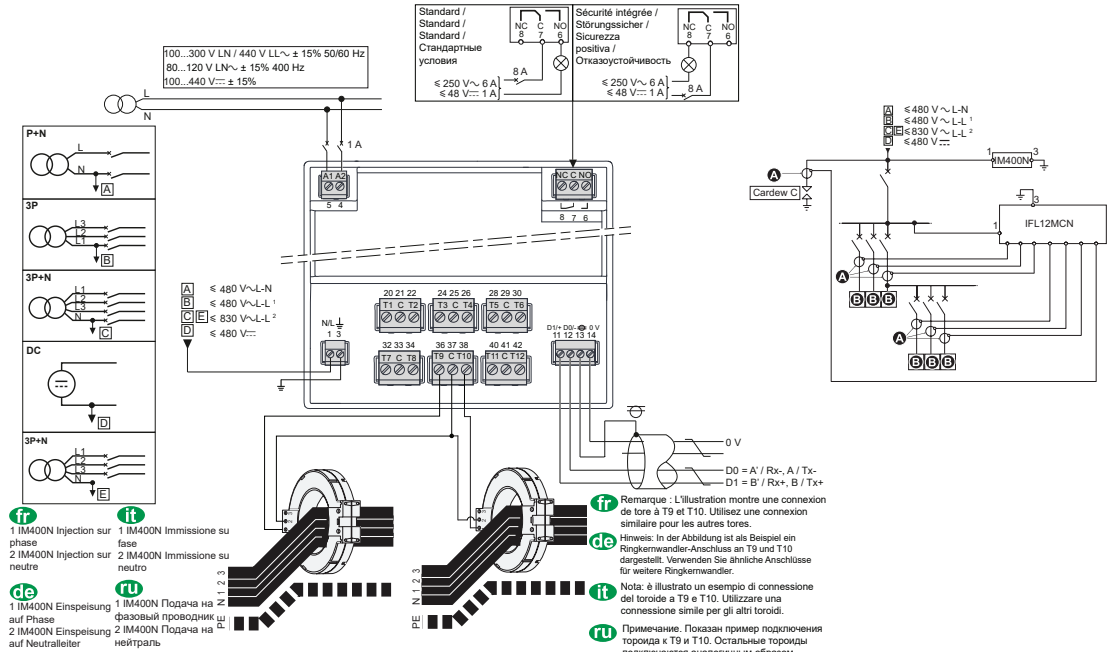 Standard /
Standard /
Standard /
Стандартные
условия
NC C NO
8 7 6
8 A
≤ 250 V~ 6 A
≤ 48 V⎓ 1 A
Sécurité intégrée /
Störungssicher /
Sicurezza
positiva /
Отказоустойчивость
NC C NO
8 7 6
≤ 250 V~ 6 A
≤ 48 V⎓ 1 A
8 A
100...300 V LN / 440 V LL~ ± 15% 50/60 Hz
80...120 V LN~ ± 15% 400 Hz
100...440 V⎓ ± 15%
L
N
1 A
A1 A2
5 4
NC C NO
8 7 6
P+N
L
N
A
3P
L3
L2
L1
B
3P+N
L1
L2
L3
N
C
DC
D
3P+N
L1
L2
L3
N
E
A ≤ 480 V~L-N
B ≤ 480 V~L-L 1
C E ≤ 830 V~L-L 2
D ≤ 480 V⎓
N/L
1 3
20 21 22
T1 C T2
24 25 26
T3 C T4
28 29 30
T5 C T6
32 33 34
T7 C T8
36 37 38
T9 C T10
40 41 42
T11 C T12
D1/+ D0/- 0 V
11 12 13 14
0 V
D0 = A' / Rx-, A / Tx-
D1 = B' / Rx+, B / Tx+
A ≤480 V ~ L-N
B ≤480 V ~ L-L 1
C E ≤830 V ~ L-L 2
D ≤480 V ⎓
1 IM400N 3
A
Cardew C
3
1
IFL12MCN
A
B B B
A
B B B
3 2 1
3 2 1
PE N 1 2 3
PE N 1 2 3
fr
1 IM400N Injection sur
phase
2 IM400N Injection sur
neutre
it
1 IM400N Immissione su
fase
2 IM400N Immissione su
neutro
de
1 IM400N Einspeisung
auf Phase
2 IM400N Einspeisung
auf Neutralleiter
ru
1 IM400N Подача на
фазовый проводник
2 IM400N Подача на
нейтраль
fr
Remarque : L'illustration montre une connexion
de tore à T9 et T10. Utilisez une connexion
similaire pour les autres tores.
de
Hinweis: In der Abbildung ist als Beispiel ein
Ringkernwandler-Anschluss an T9 und T10
dargestellt. Verwenden Sie ähnliche Anschlüsse
für weitere Ringkernwandler.
it
Nota: è illustrato un esempio di connessione
del toroide a T9 e T10. Utilizzare una
connessione simile per gli altri toroidi.
ru
Примечание. Показан пример подключения
тороида к T9 и T10. Остальные тороиды